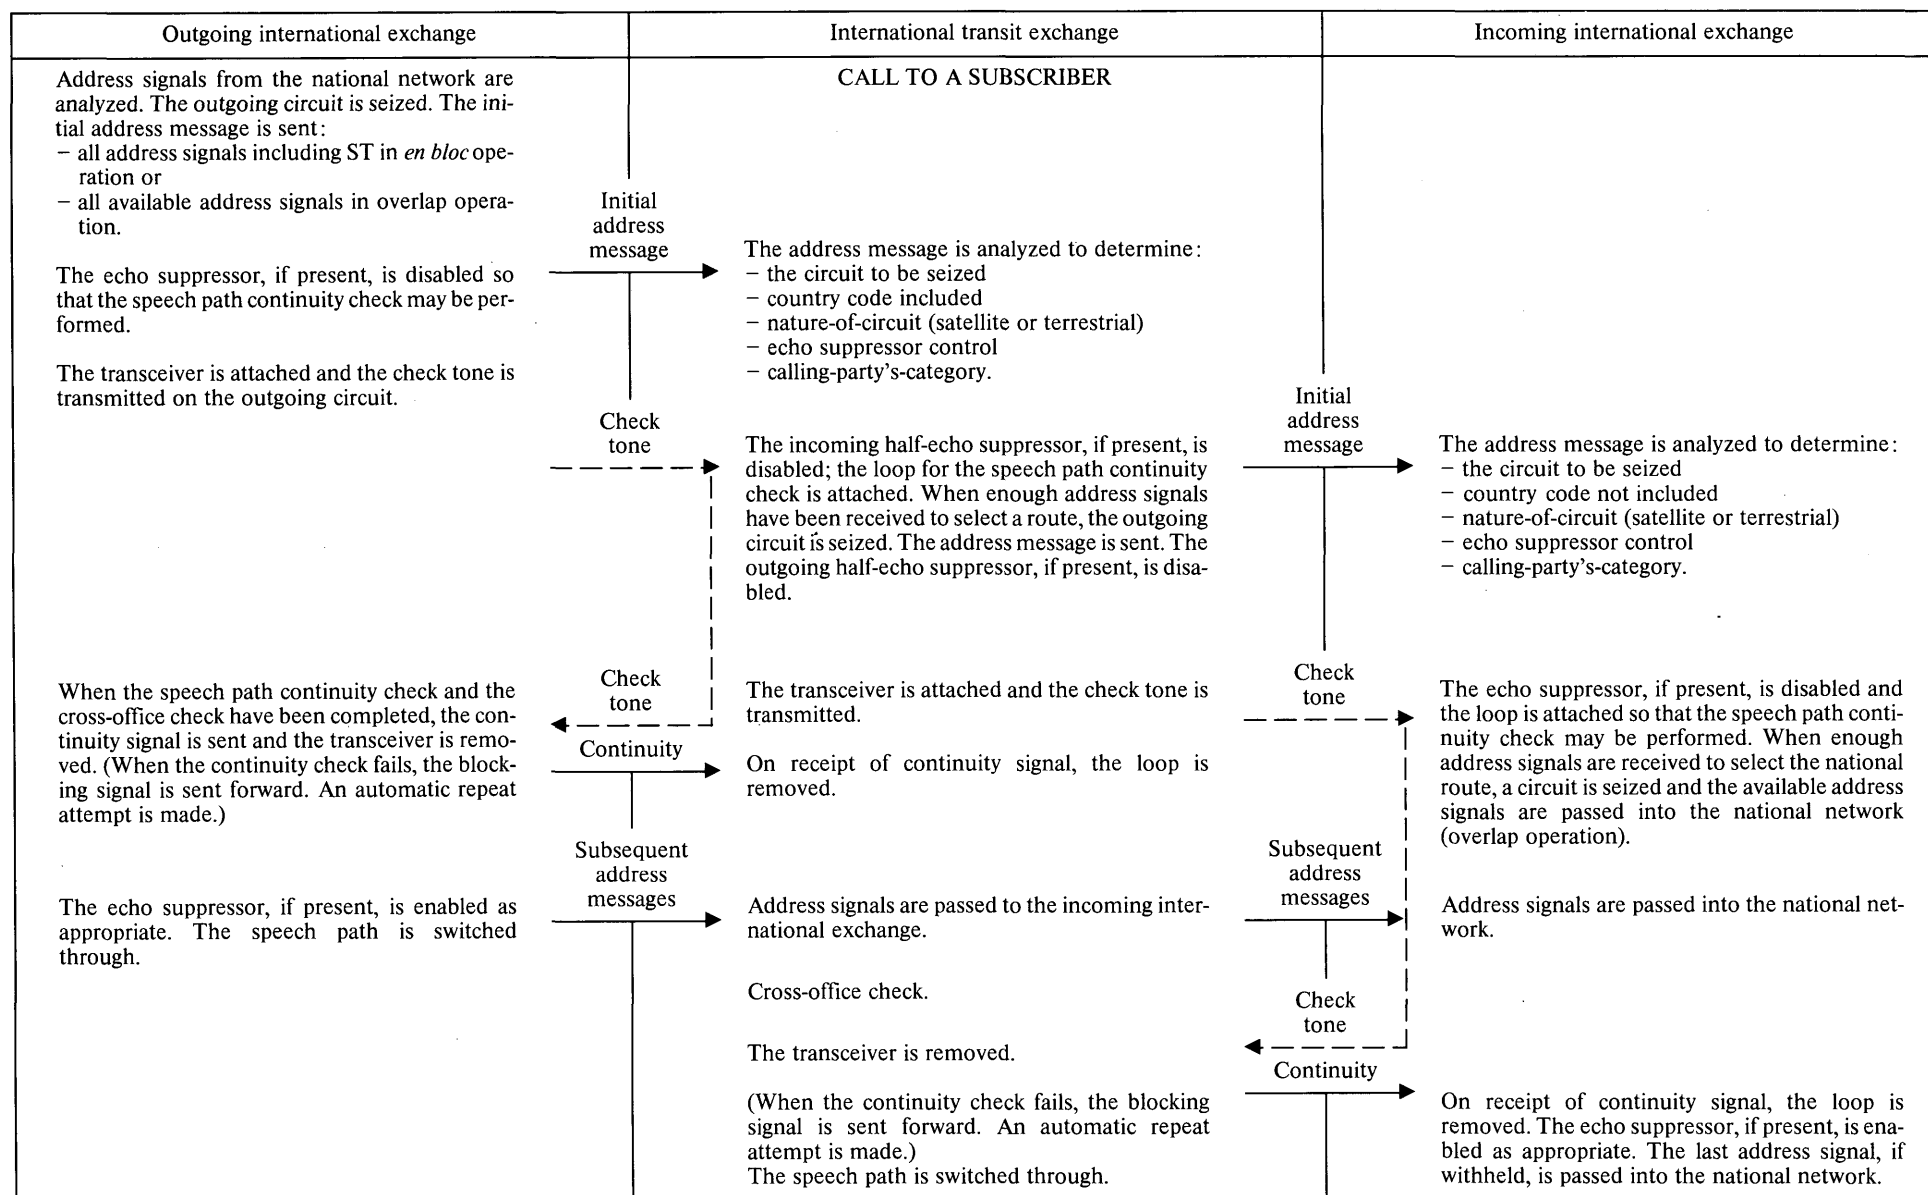 Outgoing international exchange
International transit exchange
Incoming international exchange
CALL TO A SUBSCRIBER
Address signals from the national network are
analyzed. The outgoing circuit is seized. The ini-
tial address message is sent:
– all address signals including ST in en bloc ope-
ration or
– all available address signals in overlap opera-
tion.
The echo suppressor, if present, is disabled so
that the speech path continuity check may be per-
formed.
The transceiver is attached and the check tone is
transmitted on the outgoing circuit.
Initial
address
message
The address message is analyzed to determine:
– the circuit to be seized
– country code included
– nature-of-circuit (satellite or terrestrial)
– echo suppressor control
– calling-party's-category.
Check
tone
The incoming half-echo suppressor, if present, is
disabled; the loop for the speech path continuity
check is attached. When enough address signals
have been received to select a route, the outgoing
circuit is seized. The address message is sent. The
outgoing half-echo suppressor, if present, is disa-
bled.
Initial
address
message
The address message is analyzed to determine:
– the circuit to be seized
– country code not included
– nature-of-circuit (satellite or terrestrial)
– echo suppressor control
– calling-party's-category.
When the speech path continuity check and the
cross-office check have been completed, the con-
tinuity signal is sent and the transceiver is remo-
ved. (When the continuity check fails, the block-
ing signal is sent forward. An automatic repeat
attempt is made.)
Check
tone
Continuity
The transceiver is attached and the check tone is
transmitted.
On receipt of continuity signal, the loop is
removed.
Check
tone
The echo suppressor, if present, is disabled and
the loop is attached so that the speech path conti-
nuity check may be performed. When enough
address signals are received to select the national
route, a circuit is seized and the available address
signals are passed into the national network
(overlap operation).
The echo suppressor, if present, is enabled as
appropriate. The speech path is switched
through.
Subsequent
address
messages
Address signals are passed to the incoming inter-
national exchange.
Subsequent
address
messages
Address signals are passed into the national net-
work.
Cross-office check.
Check
tone
The transceiver is removed.
Continuity
(When the continuity check fails, the blocking
signal is sent forward. An automatic repeat
attempt is made.)
The speech path is switched through.
On receipt of continuity signal, the loop is
removed. The echo suppressor, if present, is ena-
bled as appropriate. The last address signal, if
withheld, is passed into the national network.